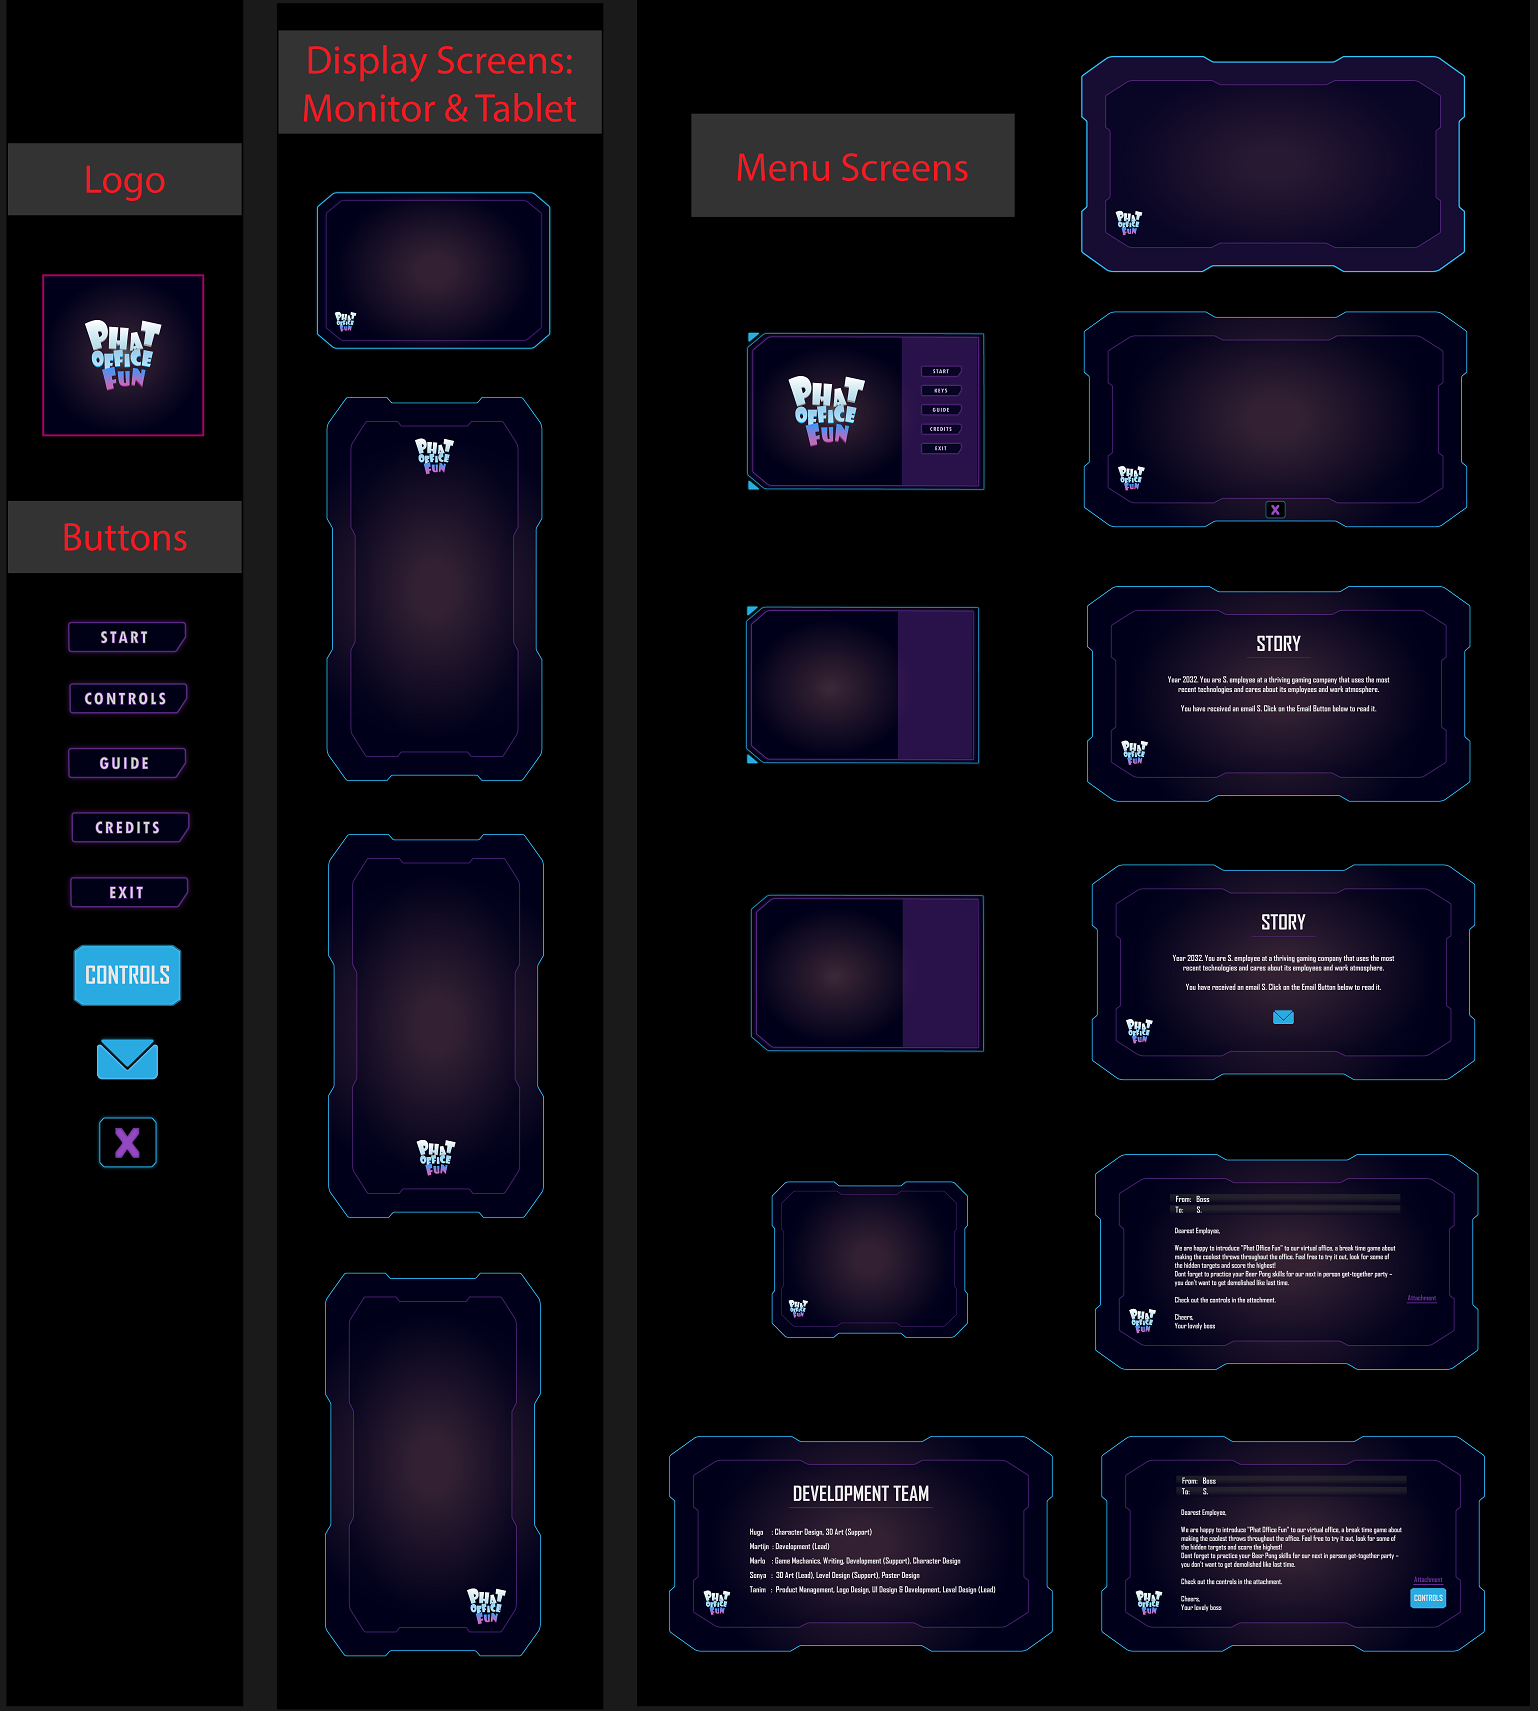 Logo
PHAT
OFFICE
FUN
Buttons
START
CONTROLS
GUIDE
CREDITS
EXIT
CONTROLS
X
Display Screens:
Monitor & Tablet
PHAT
OFFICE
FUN
PHAT
OFFICE
FUN
PHAT
OFFICE
FUN
PHAT
OFFICE
FUN
Menu Screens
PHAT
OFFICE
FUN
START
KEYS
GUIDE
CREDITS
EXIT
PHAT
OFFICE
FUN
DEVELOPMENT TEAM
Hugo : Character Design, 3D Art (Support)
Martijn : Development (Lead)
Marlo : Game Mechanics, Writing, Development (Support), Character Design
Sonya : 3D Art (Lead), Level Design (Support), Poster Design
Tanim : Product Management, Logo Design, UI Design & Development, Level Design (Lead)
PHAT
OFFICE
FUN
PHAT
OFFICE
FUN
PHAT
OFFICE
FUN
X
STORY
Year 2032. You are S. employee at a thriving gaming company that uses the most
recent technologies and cares about its employees and work atmosphere.
You have received an email S. Click on the Email Button below to read it.
PHAT
OFFICE
FUN
STORY
Year 2032. You are S. employee at a thriving gaming company that uses the most
recent technologies and cares about its employees and work atmosphere.
You have received an email S. Click on the Email Button below to read it.
PHAT
OFFICE
FUN
From: Boss
To: S.
Dearest Employee,
We are happy to introduce "Phat Office Fun" to our virtual office, a break time game about
making the coolest throws throughout the office. Feel free to try it out, look for some of
the hidden targets and score the highest!
Dont forget to practice your Beer Pong skills for our next in person get-together party –
you don't want to get demolished like last time.
Check out the controls in the attachment.
Attachment
Cheers,
Your lovely boss
PHAT
OFFICE
FUN
From: Boss
To: S.
Dearest Employee,
We are happy to introduce "Phat Office Fun" to our virtual office, a break time game about
making the coolest throws throughout the office. Feel free to try it out, look for some of
the hidden targets and score the highest!
Dont forget to practice your Beer Pong skills for our next in person get-together party –
you don't want to get demolished like last time.
Check out the controls in the attachment.
Attachment
CONTROLS
Cheers,
Your lovely boss
PHAT
OFFICE
FUN